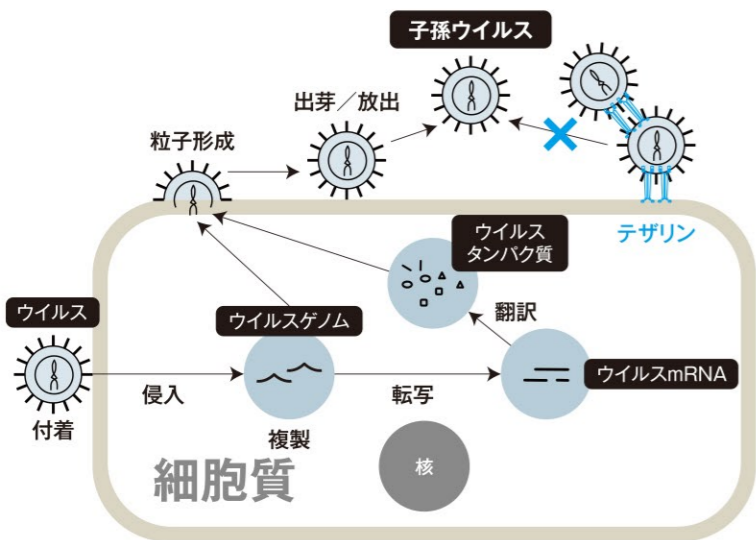 子孫ウイルス
出芽／放出
粒子形成
テザリン
ウイルス
タンパク質
ウイルス
ウイルスゲノム
翻訳
ウイルスmRNA
侵入
転写
付着
複製
細胞質
核